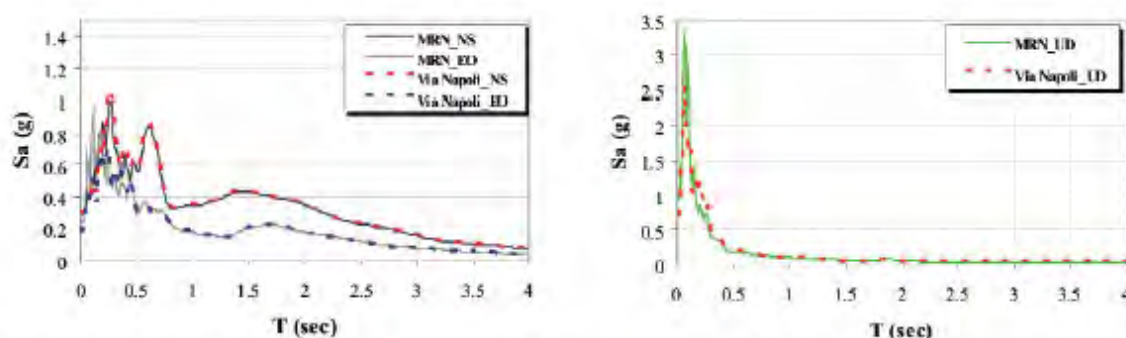 Sa (g)
1.4
1.2
1
0.8
0.6
0.4
0.2
0
0 0.5 1 1.5 2 2.5 3 3.5 4
T (sec)
MRN_NS
MRN_EO
Via Napoli_NS
Via Napoli_EO
Sa (g)
3.5
3
2.5
2
1.5
1
0.5
0
0 0.5 1 1.5 2 2.5 3 3.5 4
T (sec)
MRN_UD
Via Napoli_UD